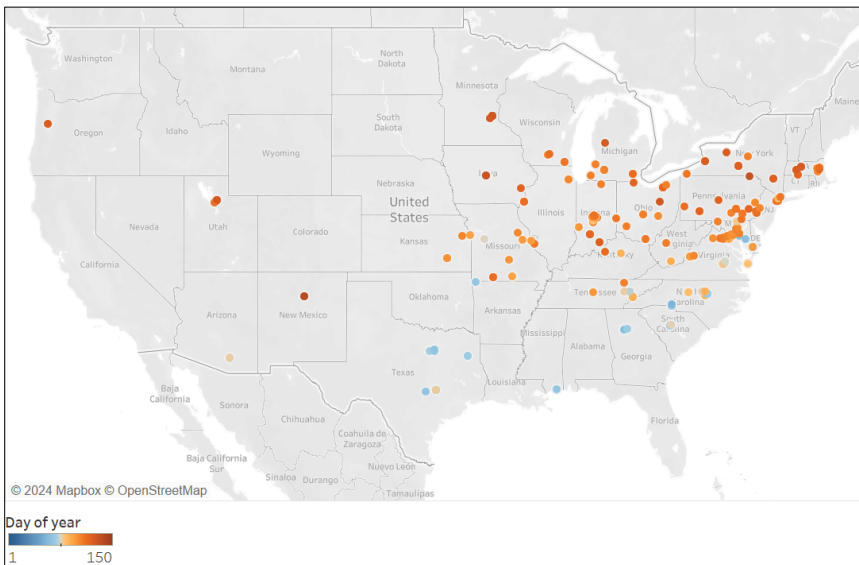 Washington
North
Dakota
Montana
Minnesota
Maine
Oregon
Idaho
South
Dakota
Wisconsin
VT
Michigan
New York
Wyoming
CT
RI
Nebraska
Pennsylvania
NJ
United
States
Illinois
Indiana
Ohio
Nevada
Utah
Colorado
Kansas
Missouri
West
Virginia
DE
Virginia
Kentucky
California
Oklahoma
Tennessee
North
Carolina
Arizona
New Mexico
Arkansas
South
Carolina
Mississippi
Alabama
Georgia
Texas
Louisiana
Baja
California
Sonora
Chihuahua
Florida
Coahuila de
Zaragoza
Baja California
Sur
Sinaloa
Durango
Nuevo León
Tamaulipas
© 2024 Mapbox © OpenStreetMap
Day of year
1 150